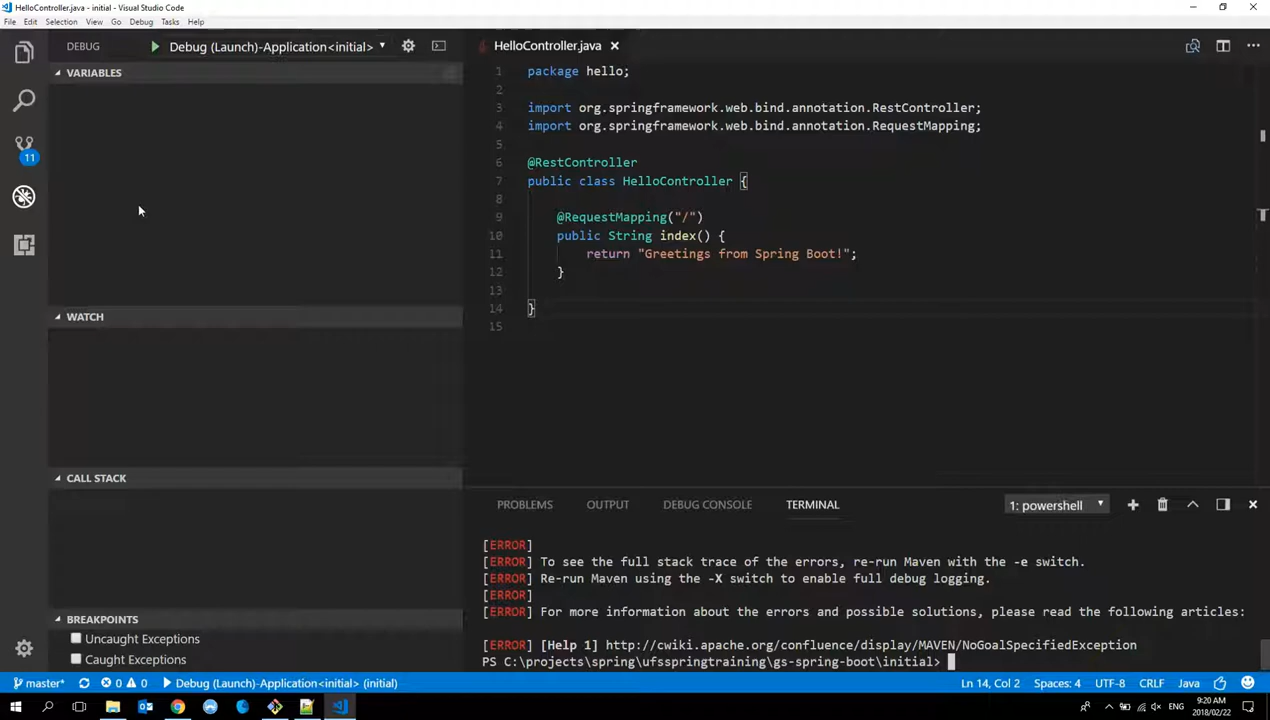 HelloController.java - initial - Visual Studio Code
File Edit Selection View Go Debug Tasks Help
DEBUG Debug (Launch)-Application<initial>
VARIABLES
11
WATCH
CALL STACK
BREAKPOINTS
Uncaught Exceptions
Caught Exceptions
HelloController.java
1 package hello;
2
3 import org.springframework.web.bind.annotation.RestController;
4 import org.springframework.web.bind.annotation.RequestMapping;
5
6 @RestController
7 public class HelloController {
8
9 @RequestMapping("/")
10 public String index() {
11 return "Greetings from Spring Boot!";
12 }
13
14 }
15
PROBLEMS OUTPUT DEBUG CONSOLE TERMINAL 1: powershell
[ERROR]
[ERROR] To see the full stack trace of the errors, re-run Maven with the -e switch.
[ERROR] Re-run Maven using the -X switch to enable full debug logging.
[ERROR]
[ERROR] For more information about the errors and possible solutions, please read the following articles:
[ERROR] [Help 1] http://cwiki.apache.org/confluence/display/MAVEN/NoGoalSpecifiedException
PS C:\projects\spring\ufsspringtraining\gs-spring-boot\initial>
master* 0 0 Debug (Launch)-Application<initial> (initial) Ln 14, Col 2 Spaces: 4 UTF-8 CRLF Java
ENG 9:20 AM
2018/02/22